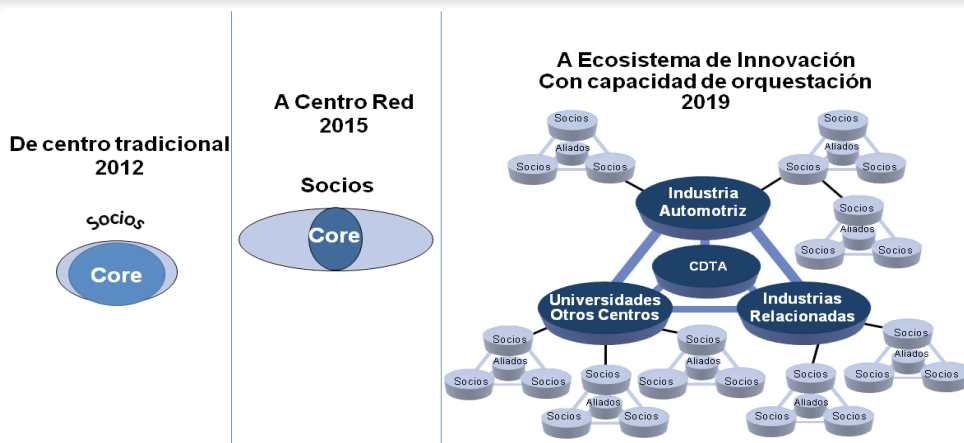 De centro tradicional
2012
Socios
Core
A Centro Red
2015
Socios
Core
A Ecosistema de Innovación
Con capacidad de orquestación
2019
Socios
Aliados
Socios Socios
Socios
Aliados
Socios Socios
Socios
Aliados
Socios Socios
Industria
Automotriz
CDTA
Universidades
Otros Centros
Industrias
Relacionadas
Socios
Aliados
Socios Socios
Socios
Aliados
Socios Socios
Socios
Aliados
Socios Socios
Socios
Aliados
Socios Socios
Socios
Aliados
Socios Socios